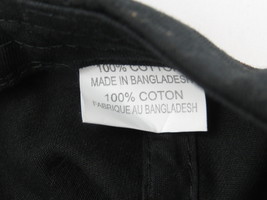 100% COTTON
MADE IN BANGLADESH
100% COTON
FABRIQUE AU BANGLADESH